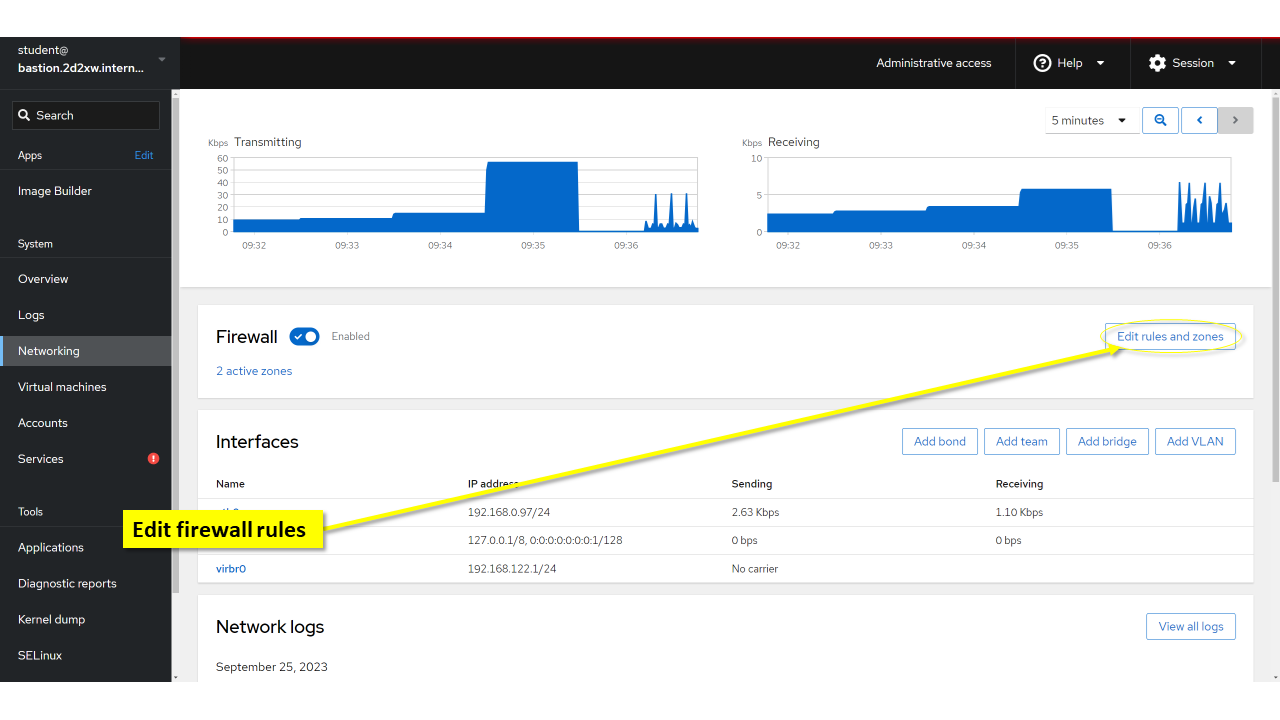 student@
bastion.2d2xw.intern...
Administrative access
Help
Session
Search
Apps Edit
Image Builder
System
Overview
Logs
Networking
Virtual machines
Accounts
Services
Tools
Applications
Diagnostic reports
Kernel dump
SELinux
5 minutes
Kbps Transmitting
60
50
40
30
20
10
0
09:32 09:33 09:34 09:35 09:36
Kbps Receiving
10
5
0
09:32 09:33 09:34 09:35 09:36
Firewall Enabled
Edit rules and zones
2 active zones
Interfaces
Add bond Add team Add bridge Add VLAN
Name IP address Sending Receiving
192.168.0.97/24 2.63 Kbps 1.10 Kbps
127.0.0.1/8, 0:0:0:0:0:0:0:1/128 0 bps 0 bps
virbr0 192.168.122.1/24 No carrier
Edit firewall rules
Network logs
View all logs
September 25, 2023